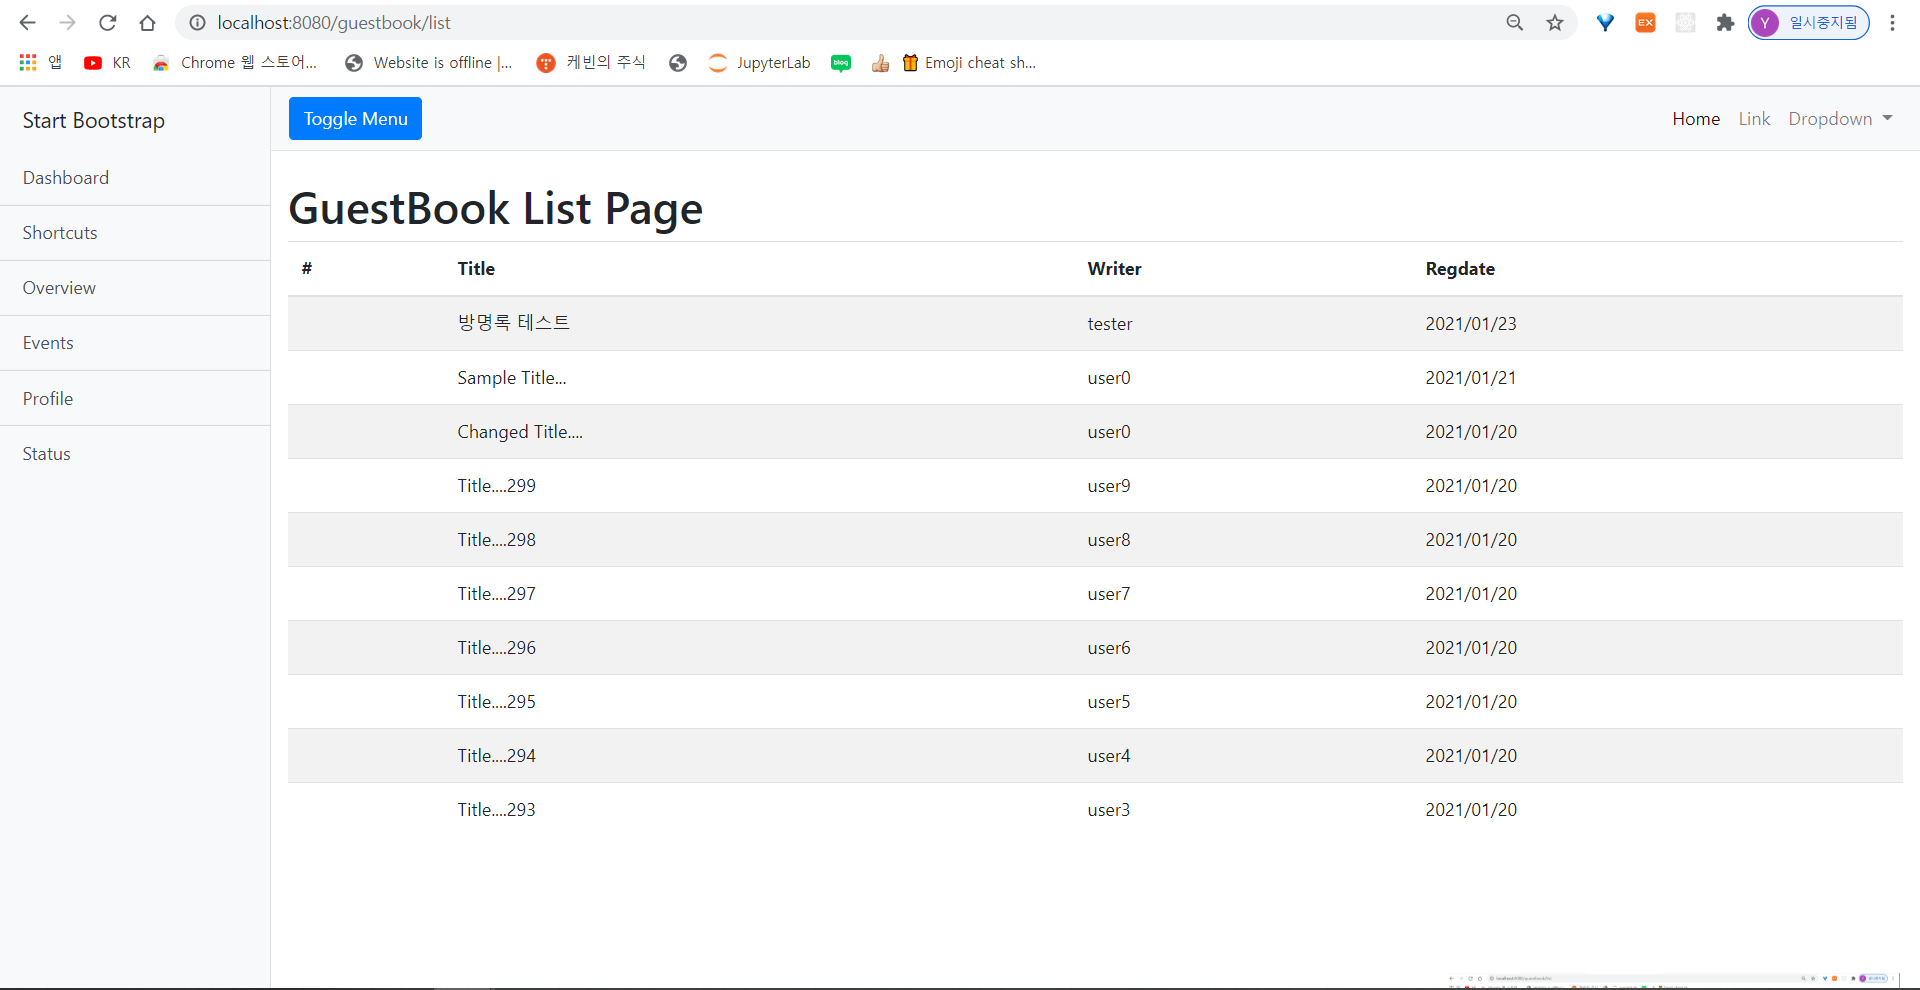 localhost:8080/guestbook/list
EX
Y 일시중지됨
앱 KR Chrome 웹 스토어... Website is offline |... 케빈의 주식 JupyterLab blog Emoji cheat sh...
Start Bootstrap
Toggle Menu
Home Link Dropdown
Dashboard
Shortcuts
Overview
Events
Profile
Status
GuestBook List Page
# Title Writer Regdate
방명록 테스트 tester 2021/01/23
Sample Title... user0 2021/01/21
Changed Title.... user0 2021/01/20
Title....299 user9 2021/01/20
Title....298 user8 2021/01/20
Title....297 user7 2021/01/20
Title....296 user6 2021/01/20
Title....295 user5 2021/01/20
Title....294 user4 2021/01/20
Title....293 user3 2021/01/20